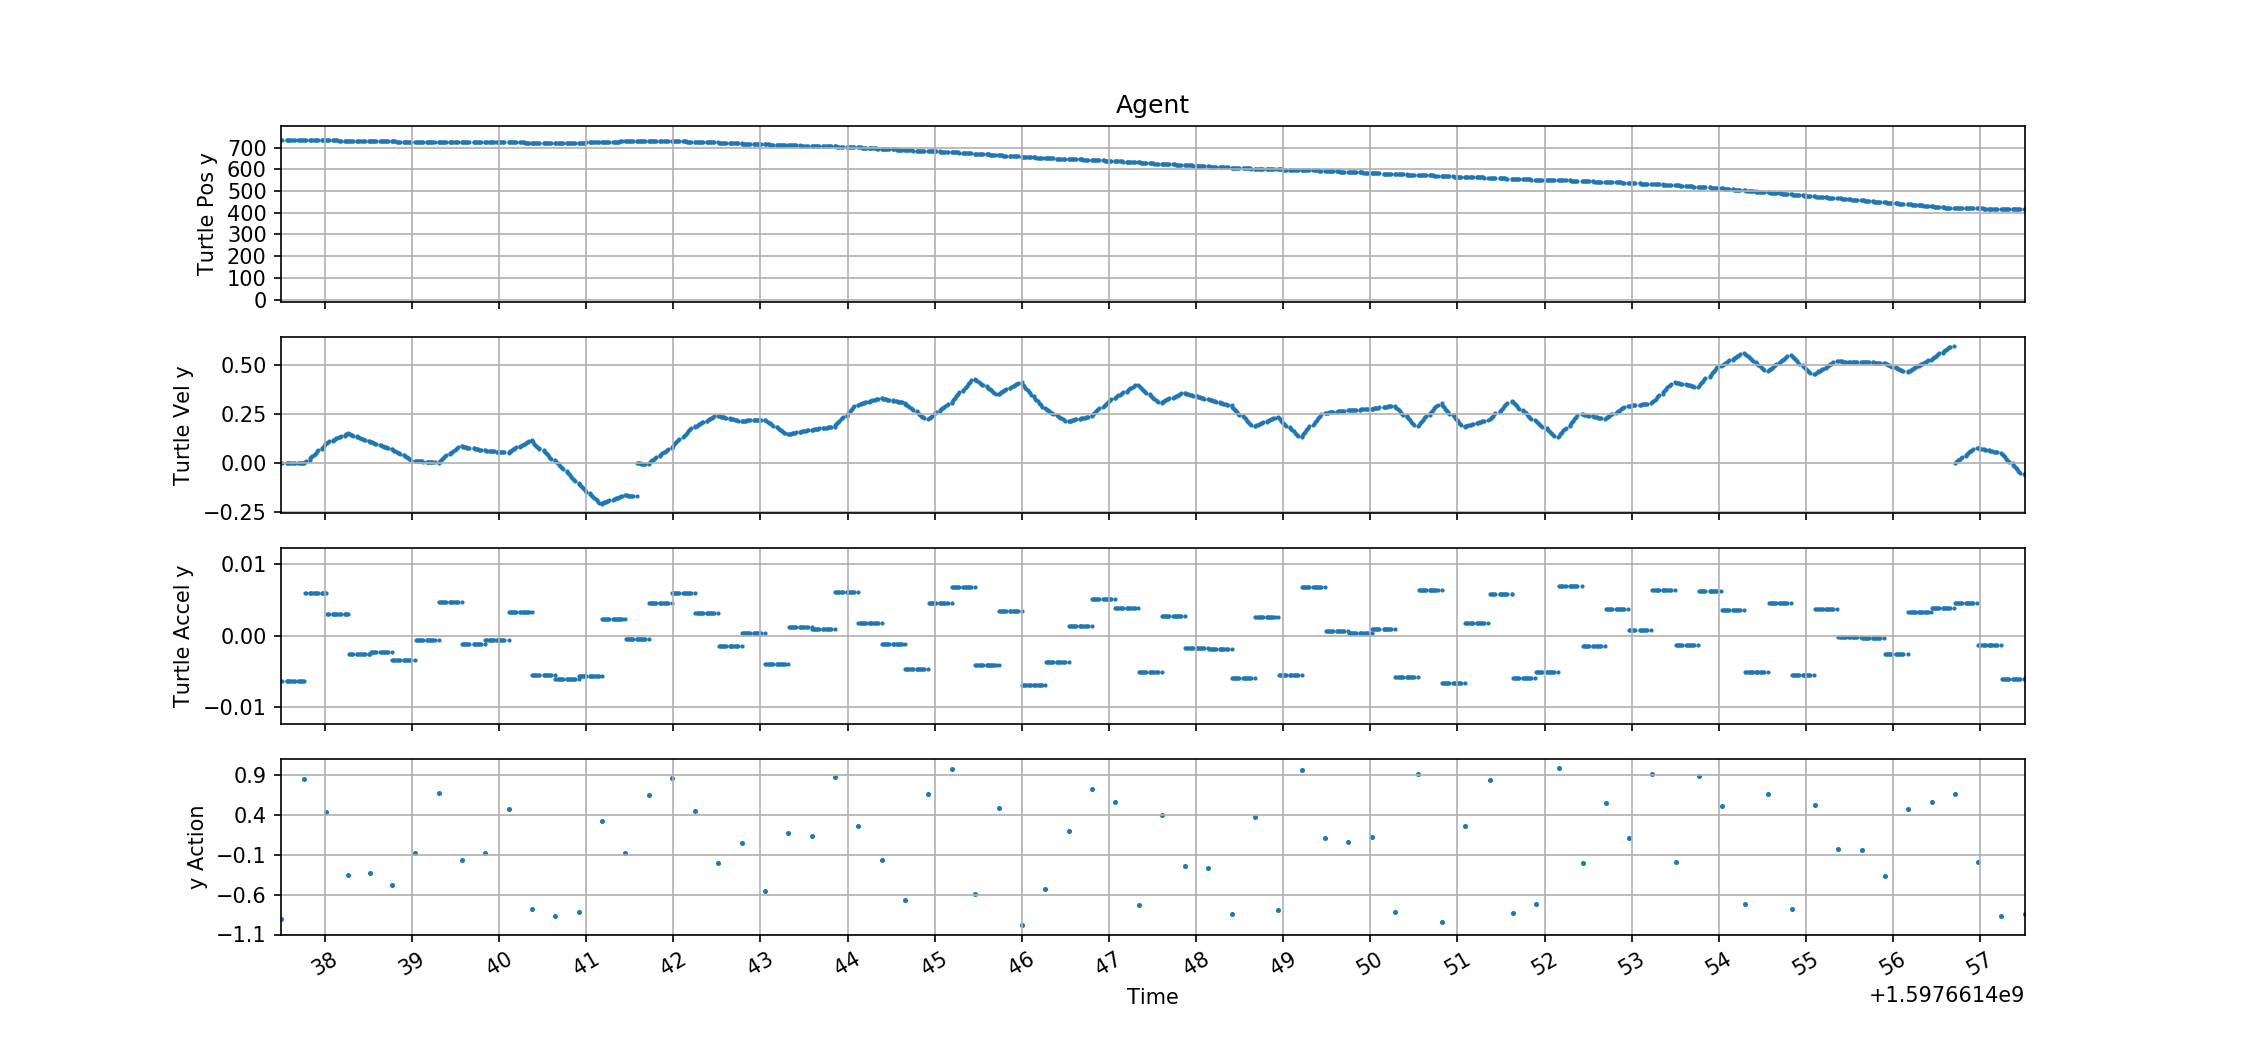 Agent
Turtle Pos y
700
600
500
400
300
200
100
0
Turtle Vel y
0.50
0.25
0.00
−0.25
Turtle Accel y
0.01
0.00
−0.01
y Action
0.9
0.4
−0.1
−0.6
−1.1
38 39 40 41 42 43 44 45 46 47 48 49 50 51 52 53 54 55 56 57
Time
+1.5976614e9